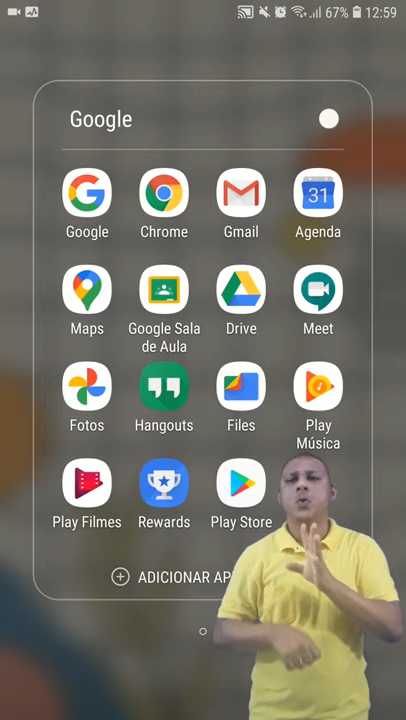 67% 12:59
Google
Google Chrome Gmail Agenda
31
Maps Google Sala de Aula Drive Meet
Fotos Hangouts Files Play Música
Play Filmes Rewards Play Store
ADICIONAR